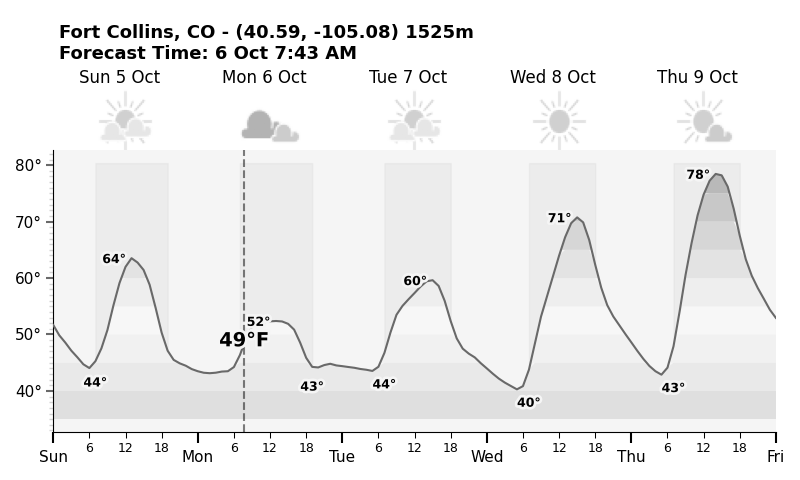 Fort Collins, CO - (40.59, -105.08) 1525m
Forecast Time: 6 Oct 7:43 AM
Sun 5 Oct Mon 6 Oct Tue 7 Oct Wed 8 Oct Thu 9 Oct
80°
70°
60°
50°
40°
64°
44°
49°F
52°
43°
60°
44°
71°
40°
78°
43°
6 12 18 6 12 18 6 12 18 6 12 18 6 12 18
Sun Mon Tue Wed Thu Fri